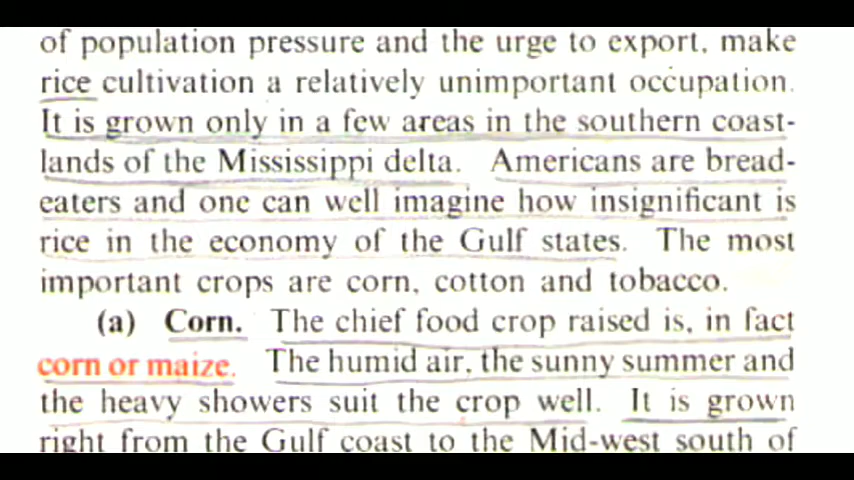 of population pressure and the urge to export, make
rice cultivation a relatively unimportant occupation.
It is grown only in a few areas in the southern coast-
lands of the Mississippi delta. Americans are bread-
eaters and one can well imagine how insignificant is
rice in the economy of the Gulf states. The most
important crops are corn, cotton and tobacco.
(a) Corn. The chief food crop raised is, in fact
corn or maize. The humid air, the sunny summer and
the heavy showers suit the crop well. It is grown
right from the Gulf coast to the Mid-west south of